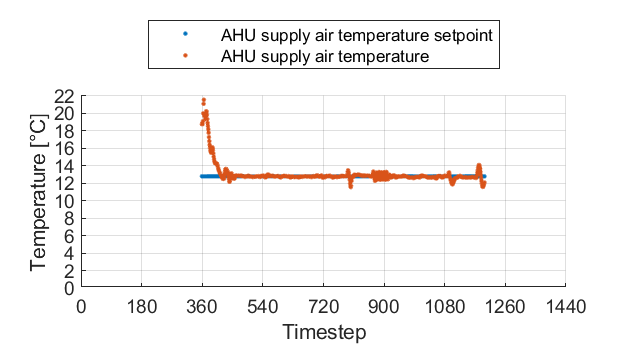 AHU supply air temperature setpoint
AHU supply air temperature
22
20
18
16
14
12
10
8
6
4
2
0
Temperature [°C]
0 180 360 540 720 900 1080 1260 1440
Timestep